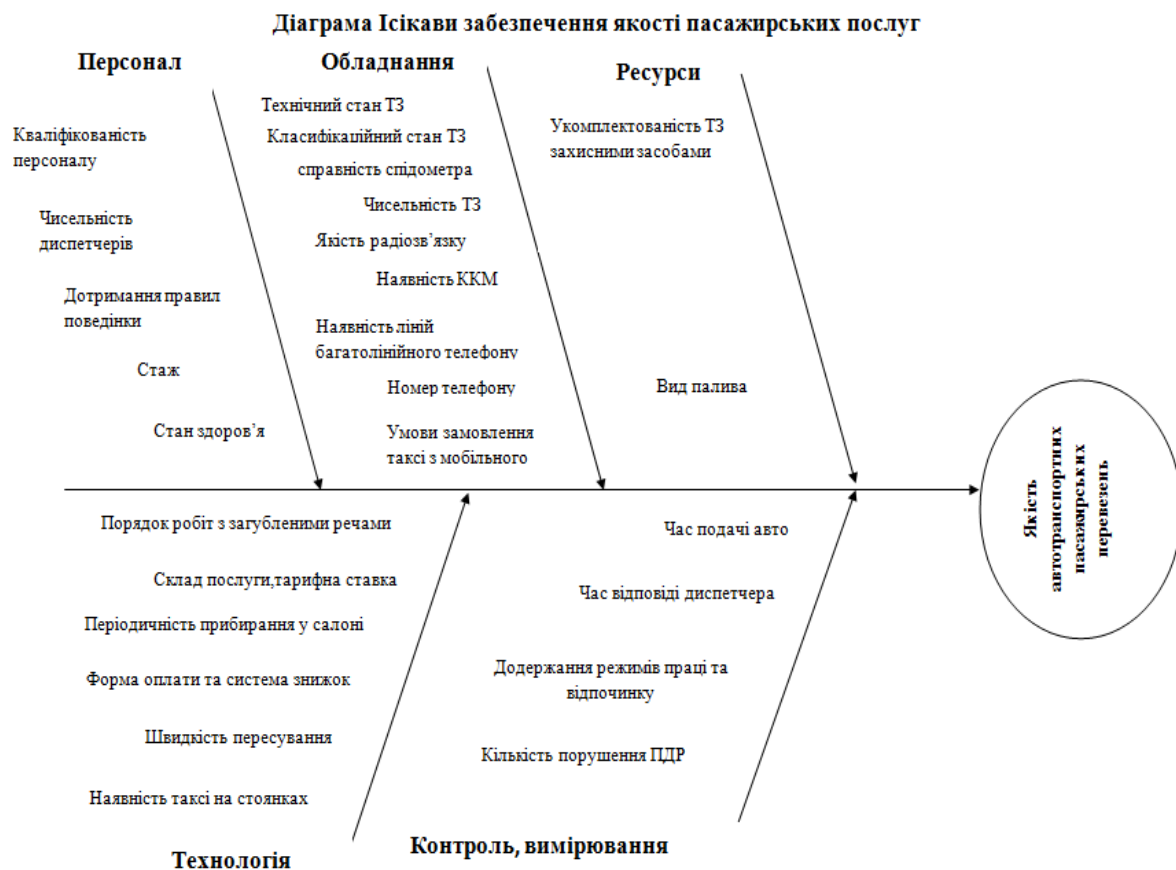 Діаграма Ісікави забезпечення якості пасажирських послуг
Персонал
Кваліфікованість
персоналу
Чисельність
диспетчерів
Дотримання правил
поведінки
Стаж
Стан здоров’я
Обладнання
Технічний стан ТЗ
Класифікаційний стан ТЗ
справність спідометра
Чисельність ТЗ
Якість радіозв’язку
Наявність ККМ
Наявність ліній
багатолінійного телефону
Номер телефону
Умови замовлення
таксі з мобільного
Ресурси
Укомплектованість ТЗ
захисними засобами
Вид палива
Якість
автотранспортних
пасажирських
перевезень
Порядок робіт з загубленими речами
Склад послуги,тарифна ставка
Періодичність прибирання у салоні
Форма оплати та система знижок
Швидкість пересування
Наявність таксі на стоянках
Технологія
Час подачі авто
Час відповіді диспетчера
Додержання режимів праці та
відпочинку
Кількість порушення ПДР
Контроль, вимірювання